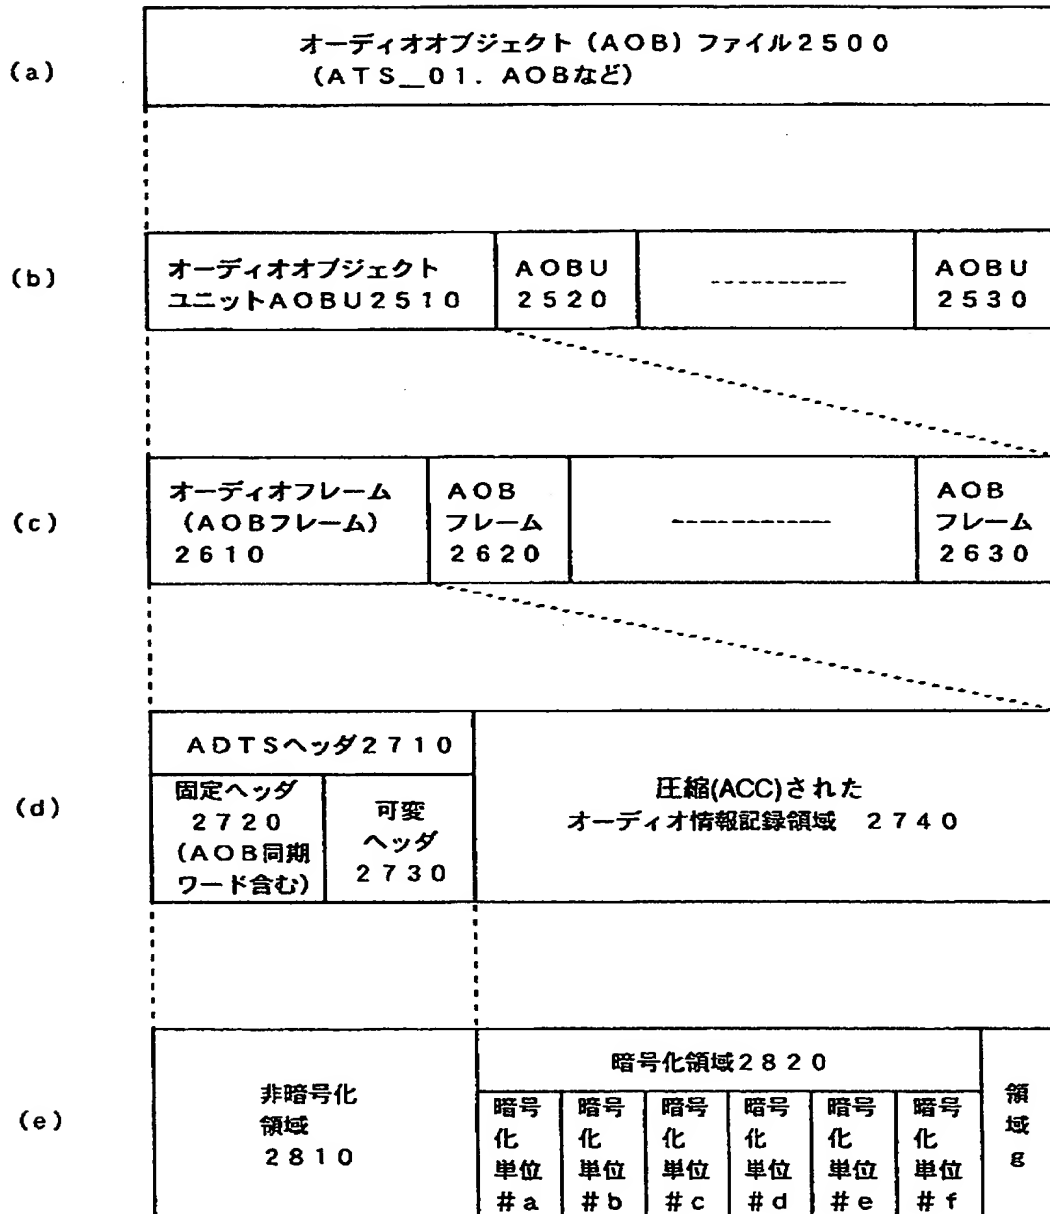 (a)
オーディオオブジェクト（AOB）ファイル2500
（ATS__01．AOBなど）
(b)
オーディオオブジェクト
ユニットAOBU2510
AOBU
2520
AOBU
2530
(c)
オーディオフレーム
（AOBフレーム）
2610
AOB
フレーム
2620
AOB
フレーム
2630
(d)
ADTSヘッダ2710
固定ヘッダ
2720
（AOB同期
ワード含む）
可変
ヘッダ
2730
圧縮(ACC)された
オーディオ情報記録領域　2740
(e)
非暗号化
領域
2810
暗号化領域2820
暗号
化
単位
#a
暗号
化
単位
#b
暗号
化
単位
#c
暗号
化
単位
#d
暗号
化
単位
#e
暗号
化
単位
#f
領
域
g